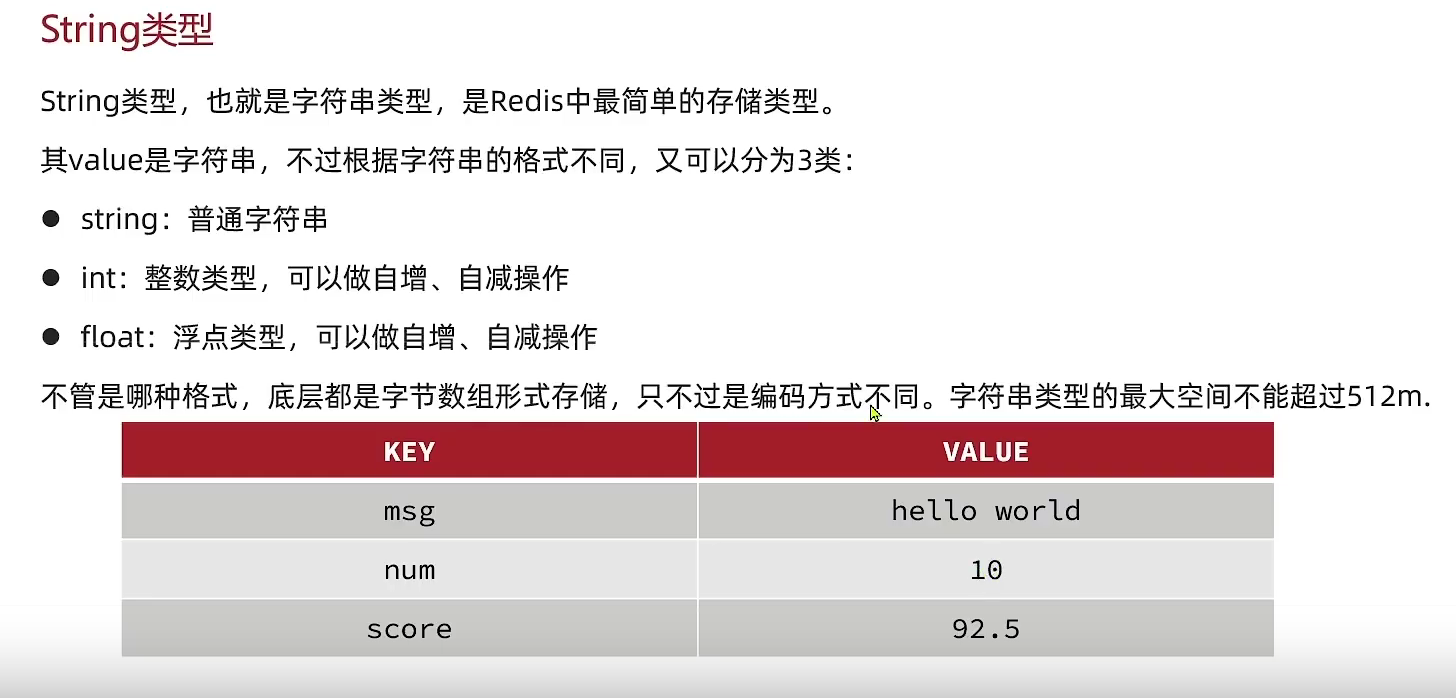 String类型
String类型，也就是字符串类型，是Redis中最简单的存储类型。
其value是字符串，不过根据字符串的格式不同，又可以分为3类：
● string：普通字符串
● int：整数类型，可以做自增、自减操作
● float：浮点类型，可以做自增、自减操作
不管是哪种格式，底层都是字节数组形式存储，只不过是编码方式不同。字符串类型的最大空间不能超过512m.
KEY VALUE
msg hello world
num 10
score 92.5